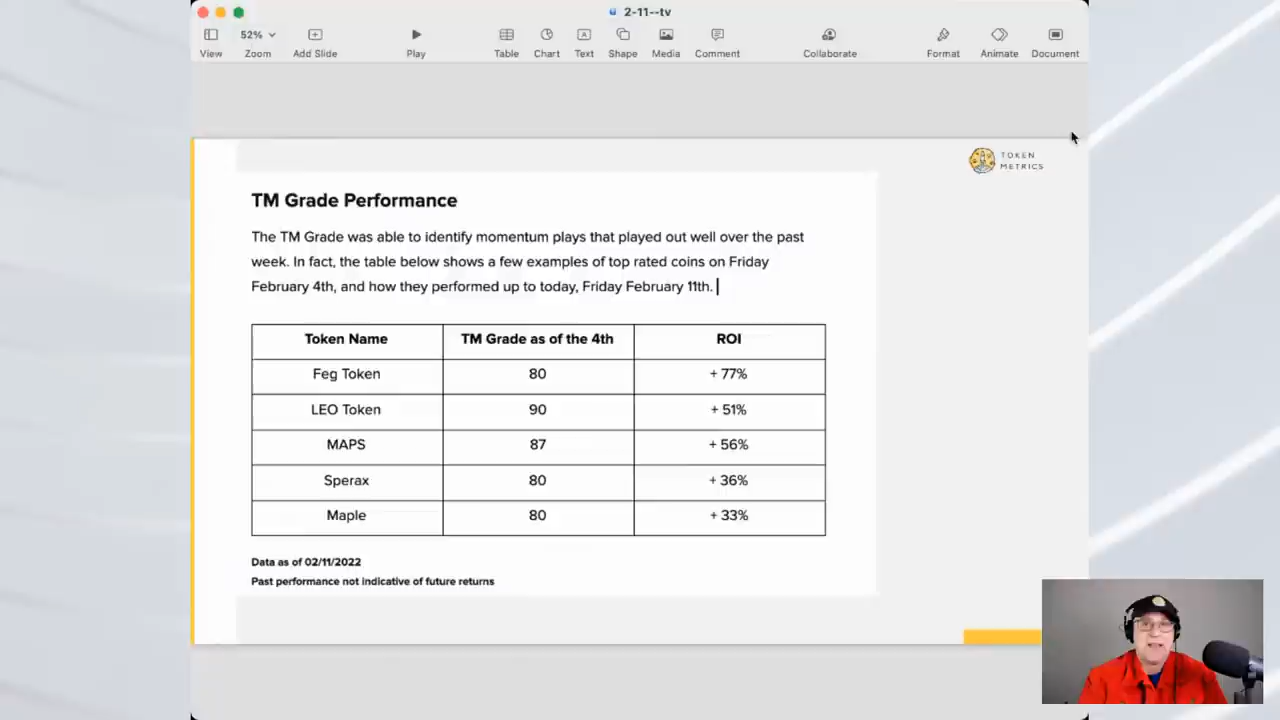 2-11--tv
52%
View Zoom Add Slide Play Table Chart Text Shape Media Comment Collaborate Format Animate Document
TOKEN
METRICS
TM Grade Performance
The TM Grade was able to identify momentum plays that played out well over the past
week. In fact, the table below shows a few examples of top rated coins on Friday
February 4th, and how they performed up to today, Friday February 11th.
Token Name TM Grade as of the 4th ROI
Feg Token 80 + 77%
LEO Token 90 + 51%
MAPS 87 + 56%
Sperax 80 + 36%
Maple 80 + 33%
Data as of 02/11/2022
Past performance not indicative of future returns